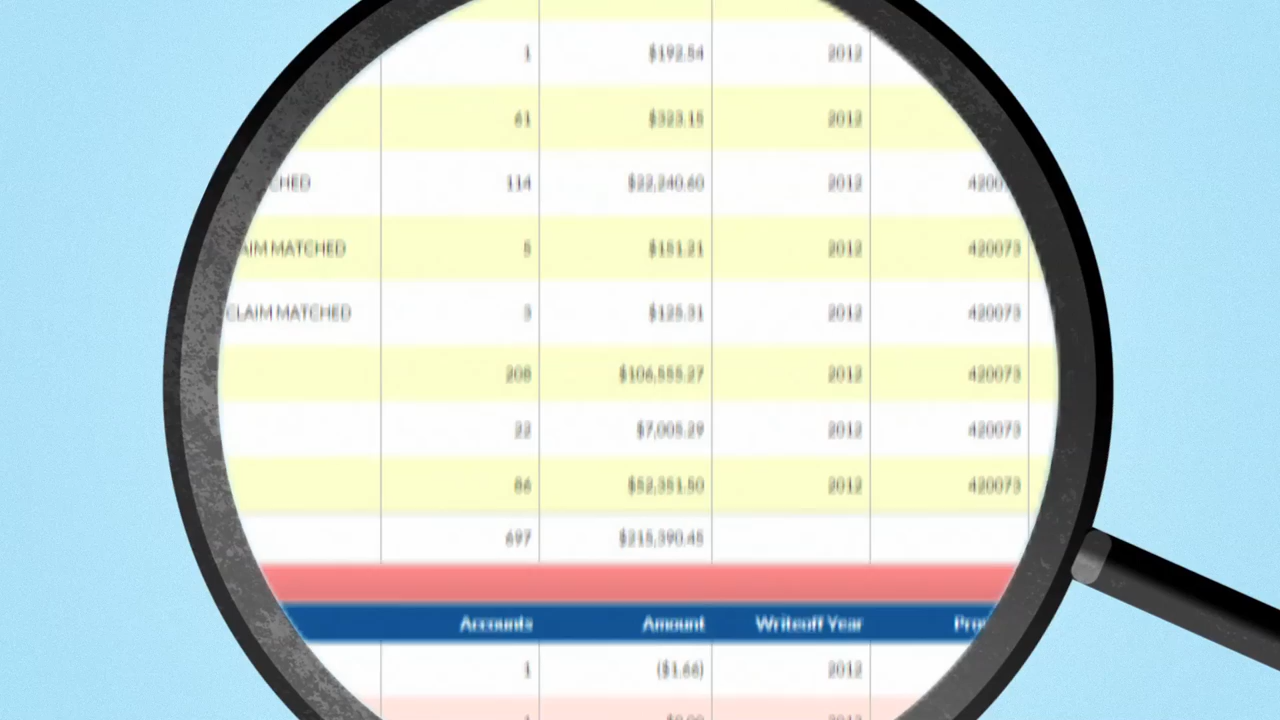 1 $192.54 2012
61 $323.15 2012
CHED 114 $22,240.60 2012 4200
AIM MATCHED 5 $151.21 2012 420073
CLAIM MATCHED 3 $125.31 2012 420073
208 $106,555.27 2012 420073
22 $7,005.29 2012 420073
86 $52,351.50 2012 420073
697 $215,390.45
Accounts Amount Writeoff Year Pro
1 ($1.66) 2012